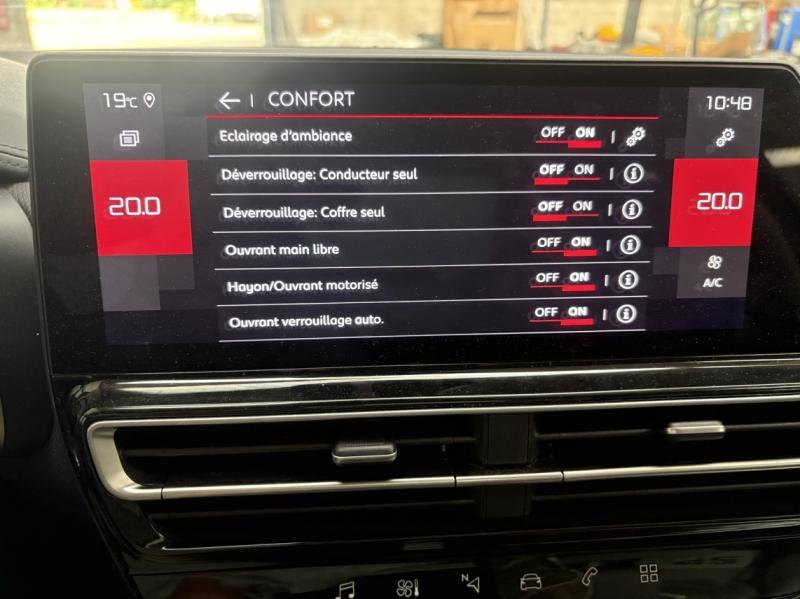 19°C
← | CONFORT
10:48
Eclairage d'ambiance OFF ON
Déverrouillage: Conducteur seul OFF ON
20.0
20.0
Déverrouillage: Coffre seul OFF ON
Ouvrant main libre OFF ON
Hayon/Ouvrant motorisé OFF ON
A/C
Ouvrant verrouillage auto. OFF ON
N